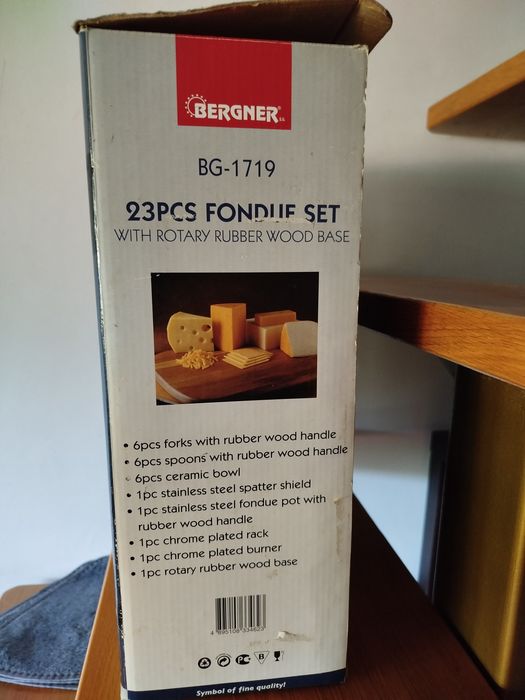 BERGNER
BG-1719
23PCS FONDUE SET
WITH ROTARY RUBBER WOOD BASE
• 6pcs forks with rubber wood handle
• 6pcs spoons with rubber wood handle
• 6pcs ceramic bowl
• 1pc stainless steel spatter shield
• 1pc stainless steel fondue pot with
rubber wood handle
• 1pc chrome plated rack
• 1pc chrome plated burner
• 1pc rotary rubber wood base
4 895108 334623
Symbol of fine quality!